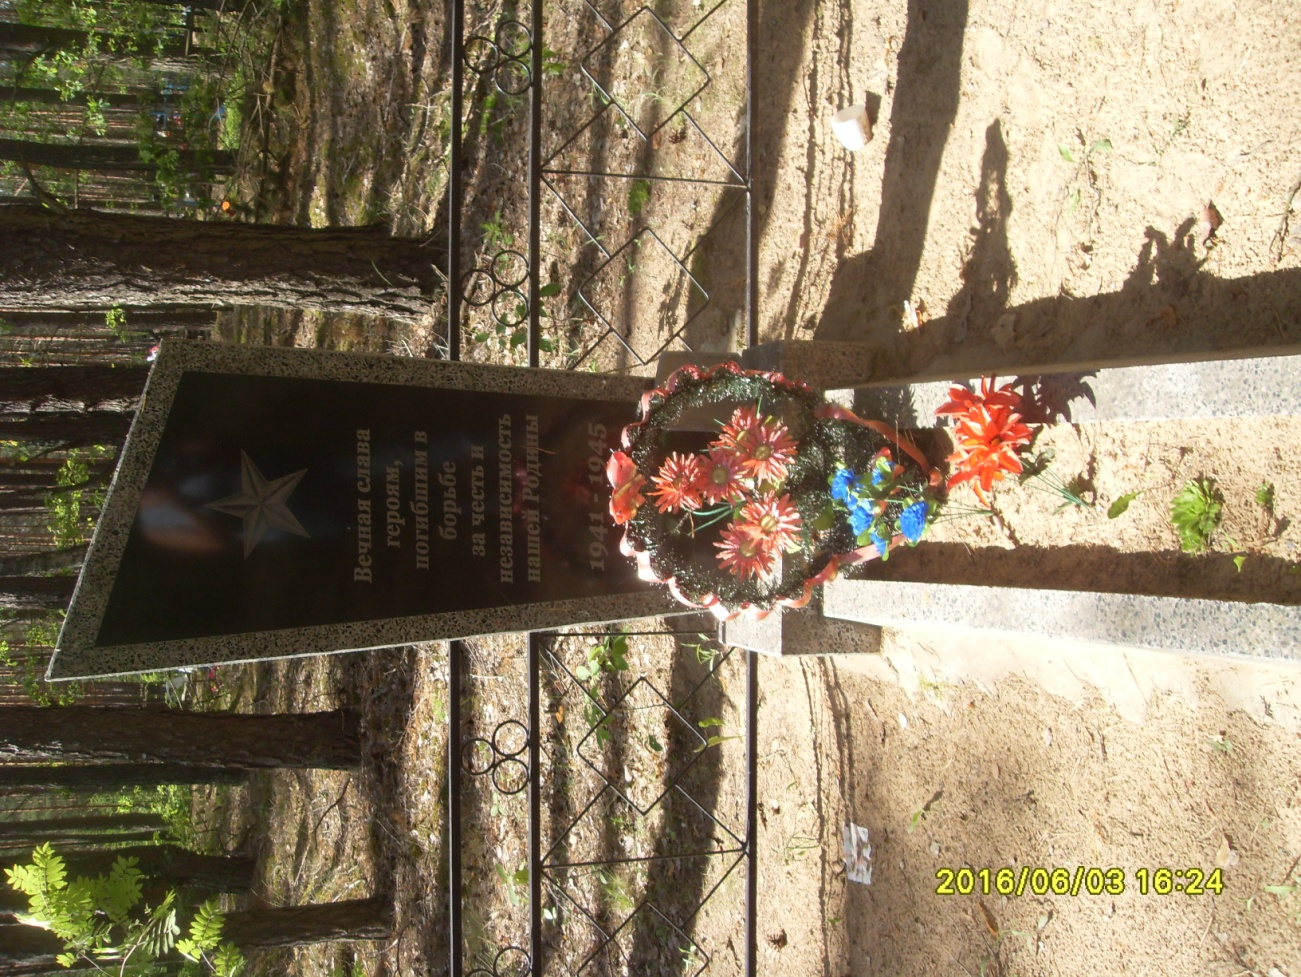 Вечная слава
героям,
погибшим в
борьбе
за честь и
независимость
нашей Родины
1941 - 1945
2016/06/03 16:24